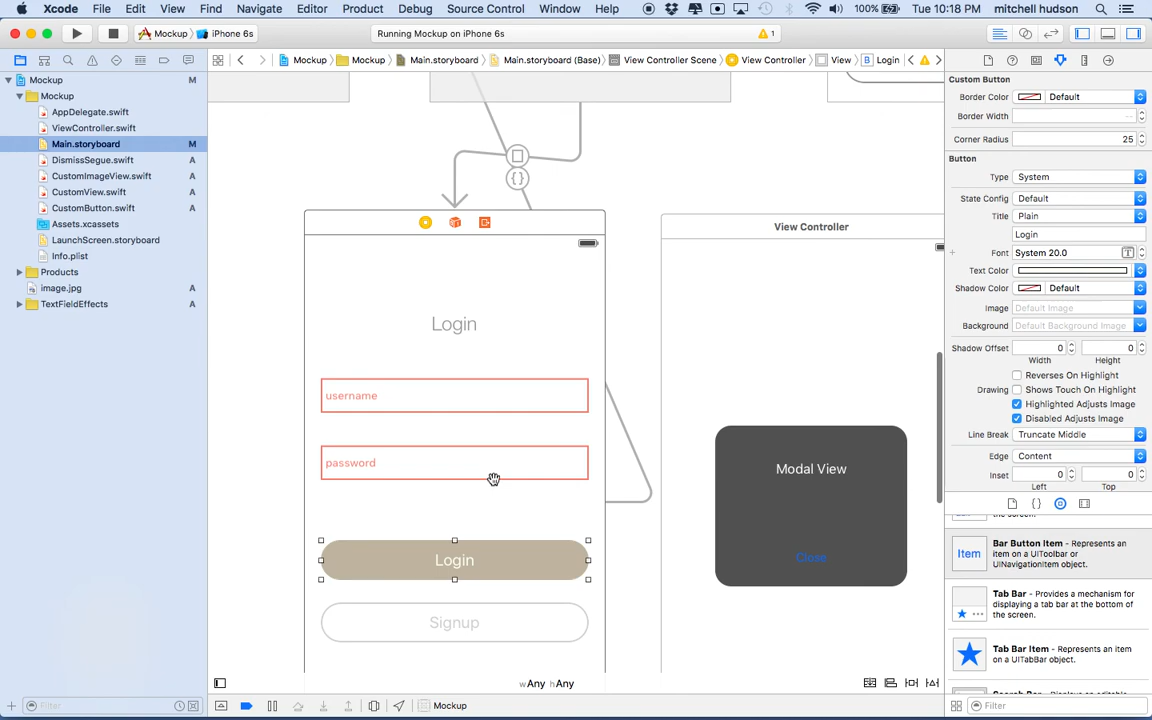 Xcode File Edit View Find Navigate Editor Product Debug Source Control Window Help 100% Tue 10:18 PM mitchell hudson
Mockup iPhone 6s Running Mockup on iPhone 6s 1
Mockup Mockup Main.storyboard Main.storyboard (Base) View Controller Scene View Controller View B Login
Mockup
Mockup
AppDelegate.swift
ViewController.swift
Main.storyboard M
DismissSegue.swift A
CustomImageView.swift A
CustomView.swift A
CustomButton.swift A
Assets.xcassets
LaunchScreen.storyboard
Info.plist
Products
image.jpg A
TextFieldEffects A
Filter
View Controller
Login
username
password
Login
Signup
Modal View
Close
wAny hAny
Mockup
Custom Button
Border Color Default
Border Width
Corner Radius 25
Button
Type System
State Config Default
Title Plain
Login
Font System 20.0 T
Text Color
Shadow Color Default
Image Default Image
Background Default Background Image
Shadow Offset 0 0
Width Height
Reverses On Highlight
Drawing Shows Touch On Highlight
Highlighted Adjusts Image
Disabled Adjusts Image
Line Break Truncate Middle
Edge Content
Inset 0 0
Left Top
the screen.
Item Bar Button Item - Represents an
item on a UIToolbar or
UINavigationItem object.
Tab Bar - Provides a mechanism for
displaying a tab bar at the bottom of
the screen.
Tab Bar Item - Represents an item
on a UITabBar object.
Filter